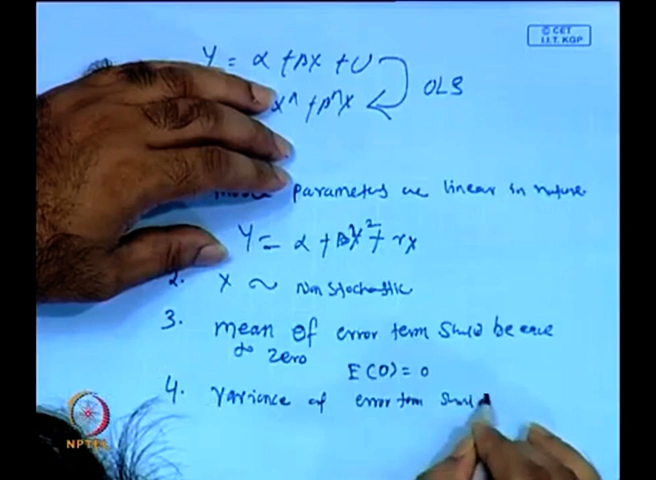 © CET
I.I.T. KGP
Y = α + βX + U
α^ + β^X
OLS
parameters are linear in nature
Y = α + βX² + γX
2. X ~ Non Stochastic
3. mean of error term should be
to zero
E(U) = 0
4. variance of error term should
NPTEL